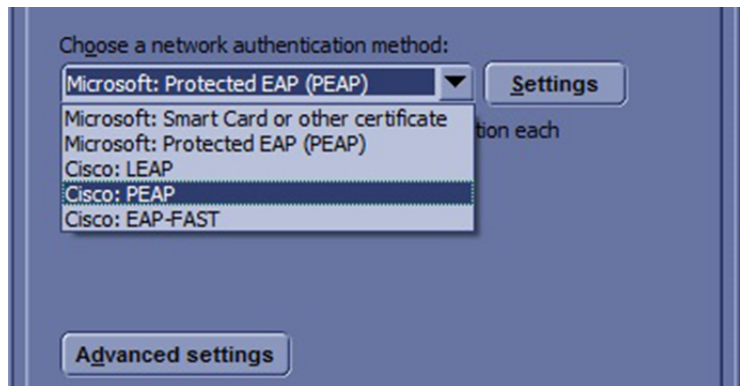 Choose a network authentication method:
Microsoft: Protected EAP (PEAP)
Settings
Microsoft: Smart Card or other certificate
tion each
Microsoft: Protected EAP (PEAP)
Cisco: LEAP
Cisco: PEAP
Cisco: EAP-FAST
Advanced settings